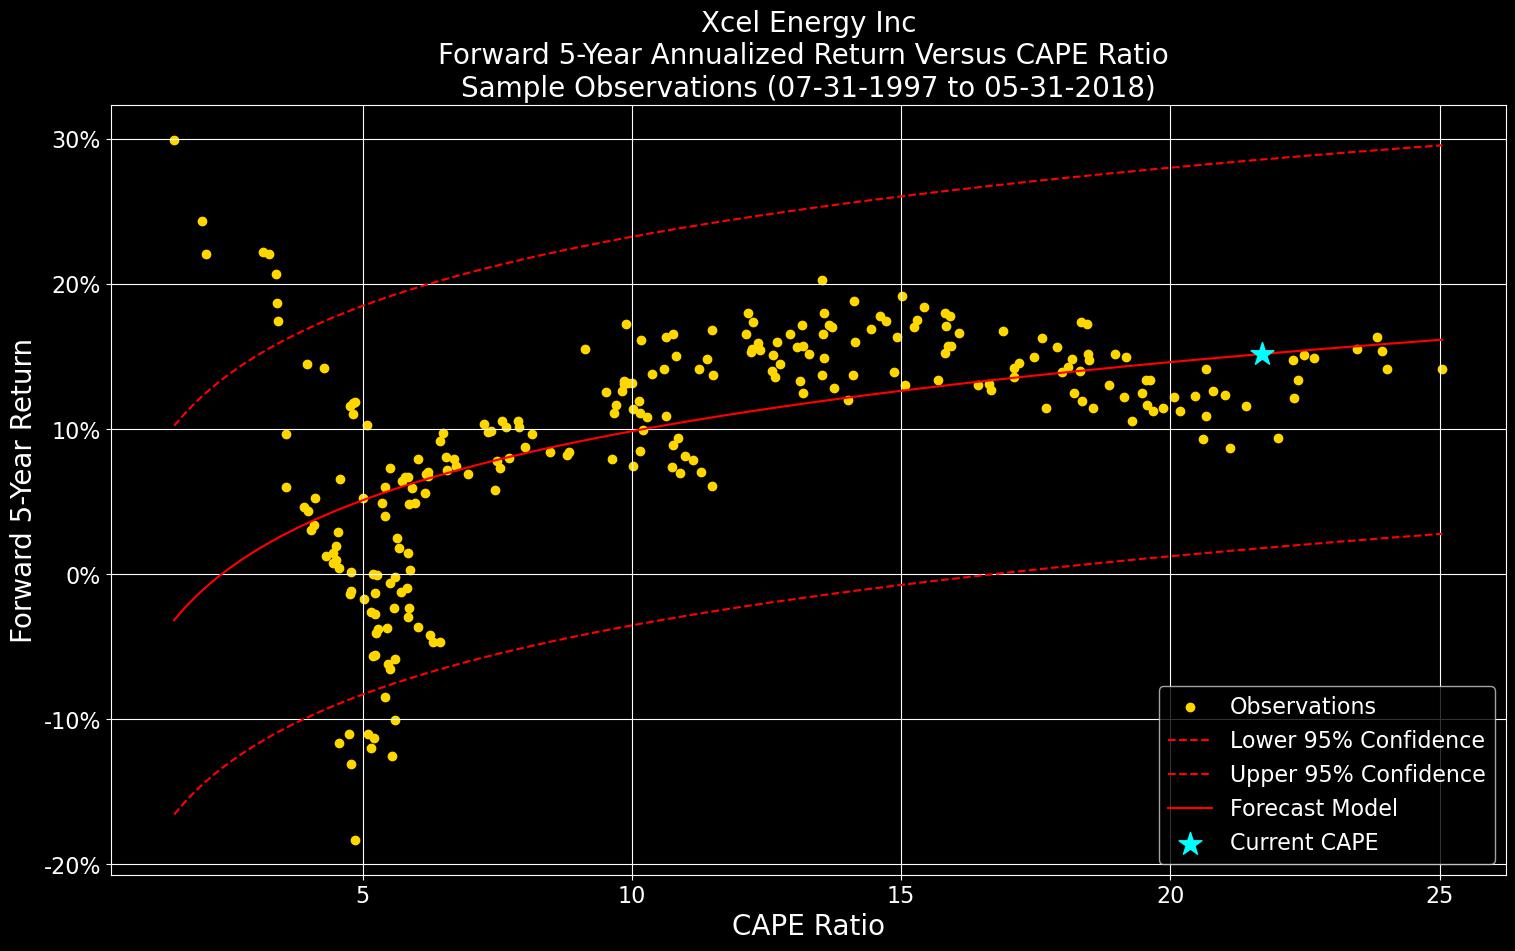 Xcel Energy Inc
Forward 5-Year Annualized Return Versus CAPE Ratio
Sample Observations (07-31-1997 to 05-31-2018)
Forward 5-Year Return
30%
20%
10%
0%
-10%
-20%
5
10
15
20
25
CAPE Ratio
Observations
Lower 95% Confidence
Upper 95% Confidence
Forecast Model
Current CAPE